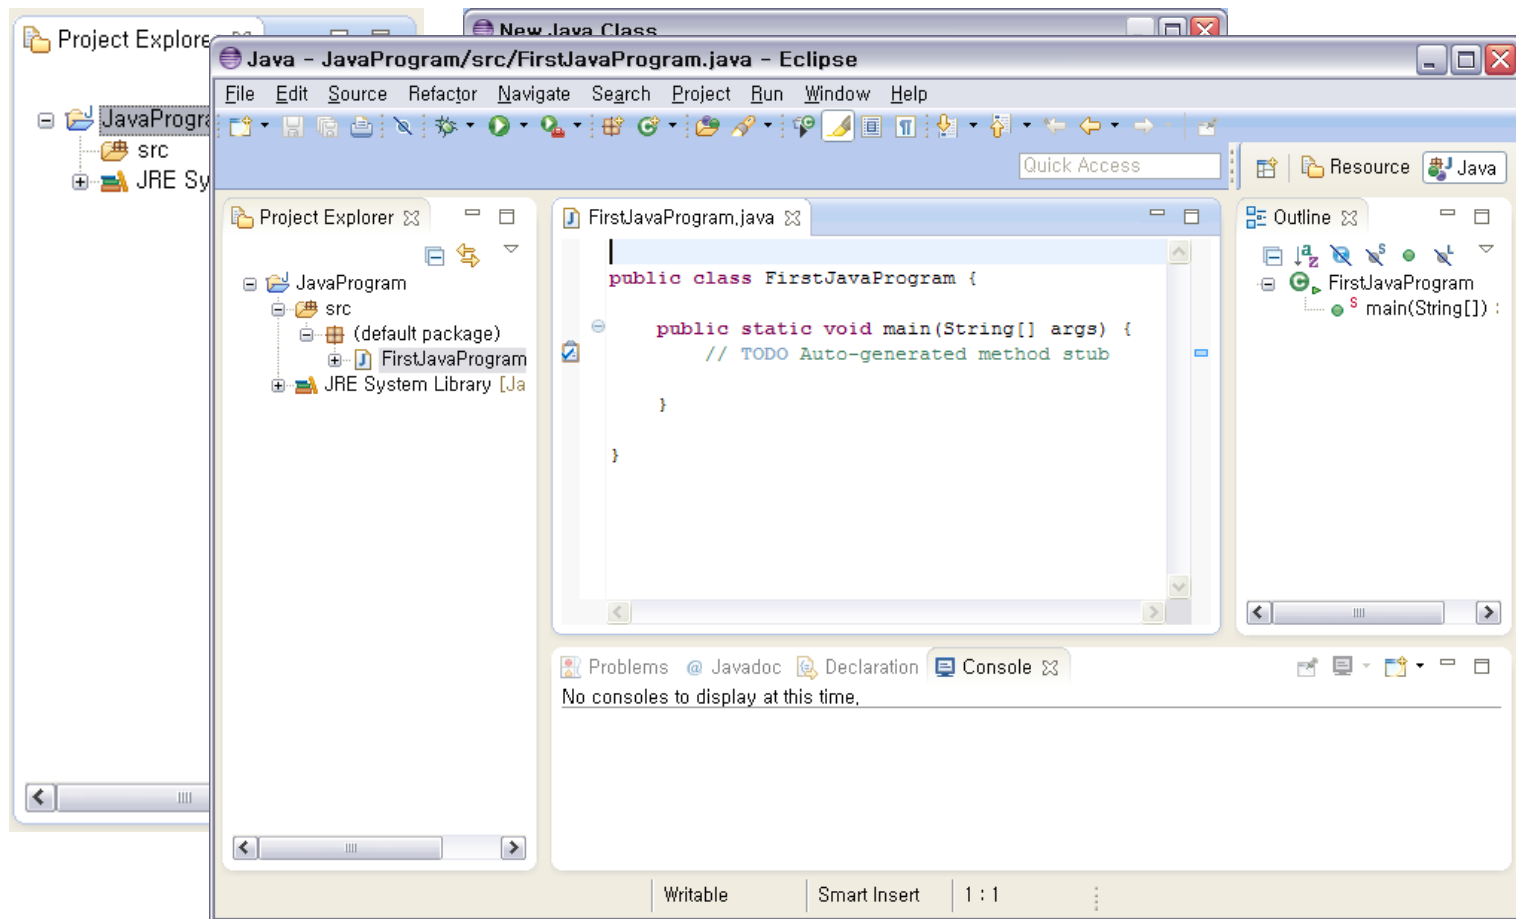 Project Explore
New Java Class
JavaProgra
src
JRE Sy
Java - JavaProgram/src/FirstJavaProgram.java - Eclipse
File Edit Source Refactor Navigate Search Project Run Window Help
Quick Access
Resource Java
Project Explorer
JavaProgram
src
(default package)
FirstJavaProgram
JRE System Library [Ja
FirstJavaProgram.java
public class FirstJavaProgram {
public static void main(String[] args) {
// TODO Auto-generated method stub
}
}
Outline
FirstJavaProgram
main(String[]) :
Problems @ Javadoc Declaration Console
No consoles to display at this time.
Writable Smart Insert 1 : 1